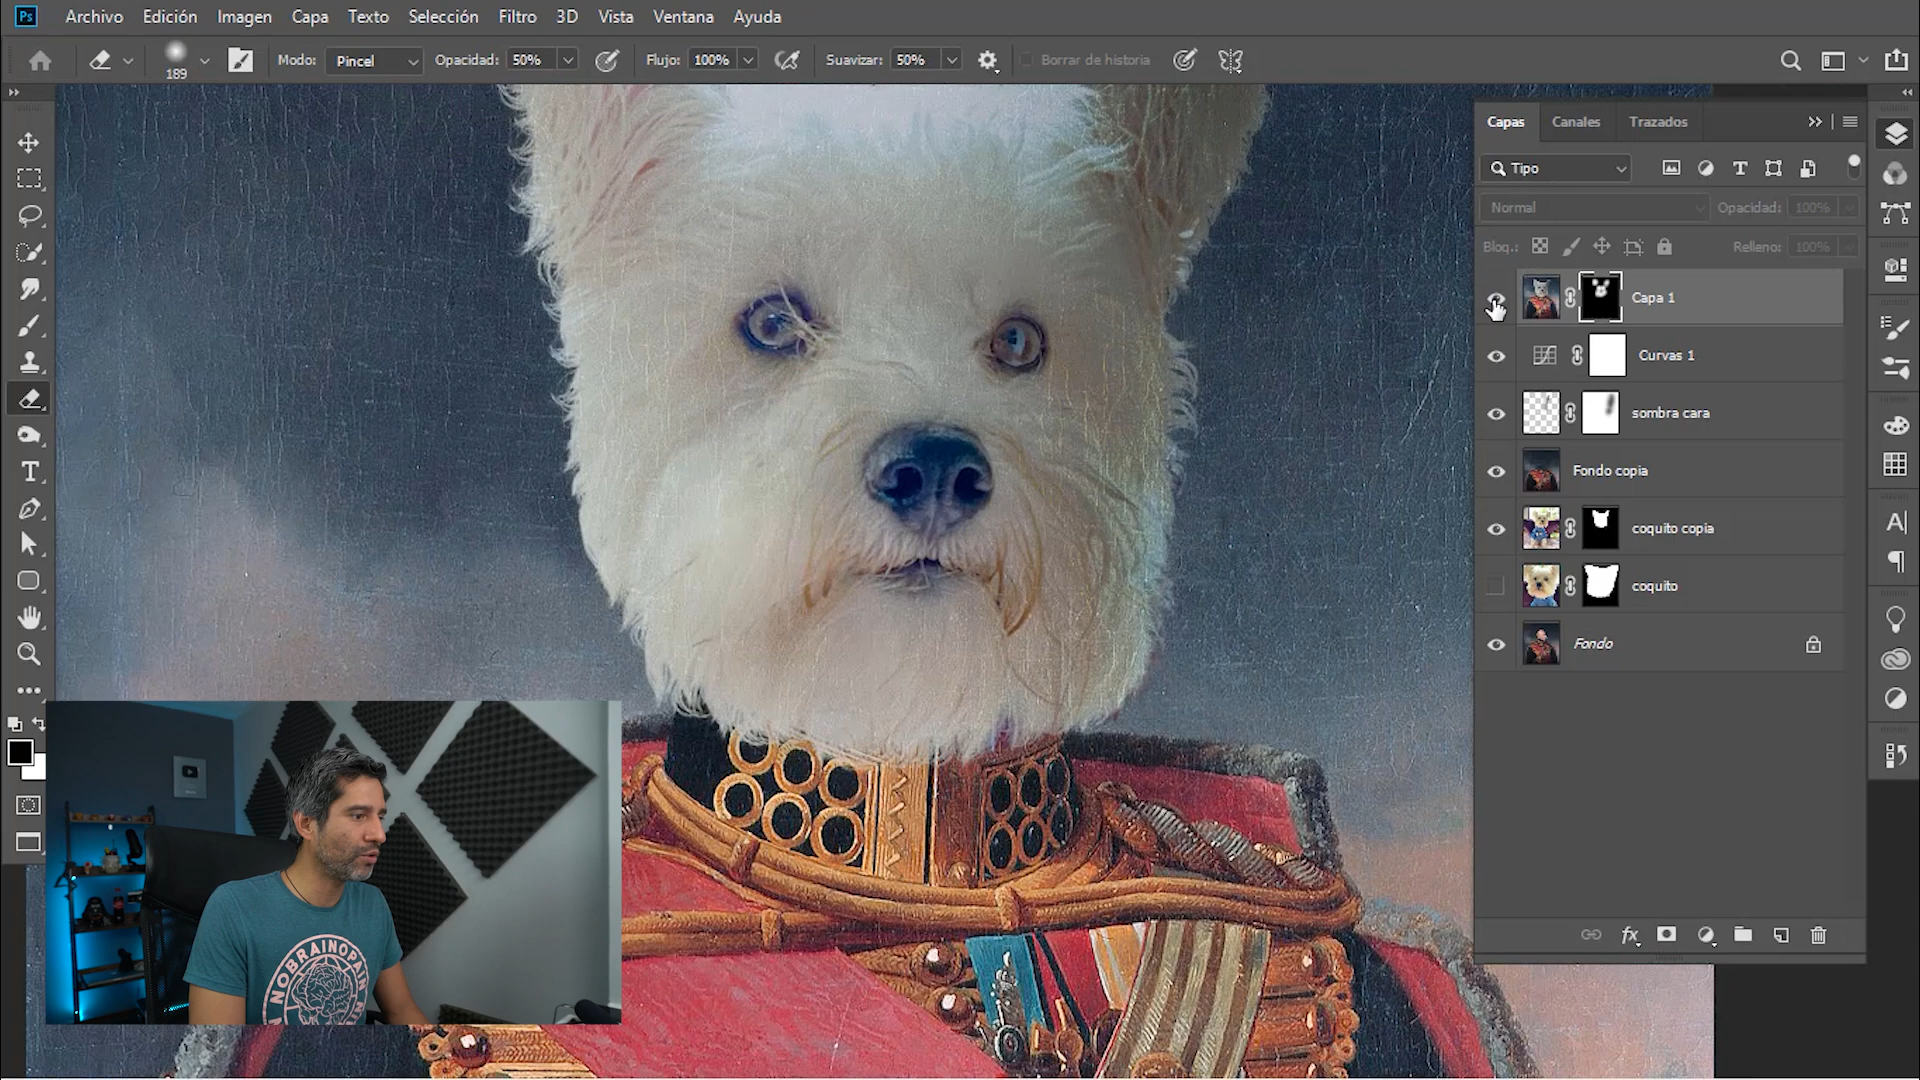 Ps Archivo Edición Imagen Capa Texto Selección Filtro 3D Vista Ventana Ayuda
189 Modo: Pincel Opacidad: 50% Flujo: 100% Suavizar: 50% Borrar de historia
Capas Canales Trazados
Tipo
Normal Opacidad: 100%
Bloq.: Relleno: 100%
Capa 1
Curvas 1
sombra cara
Fondo copia
coquito copia
coquito
Fondo
fx
NOBRAINOPAIN